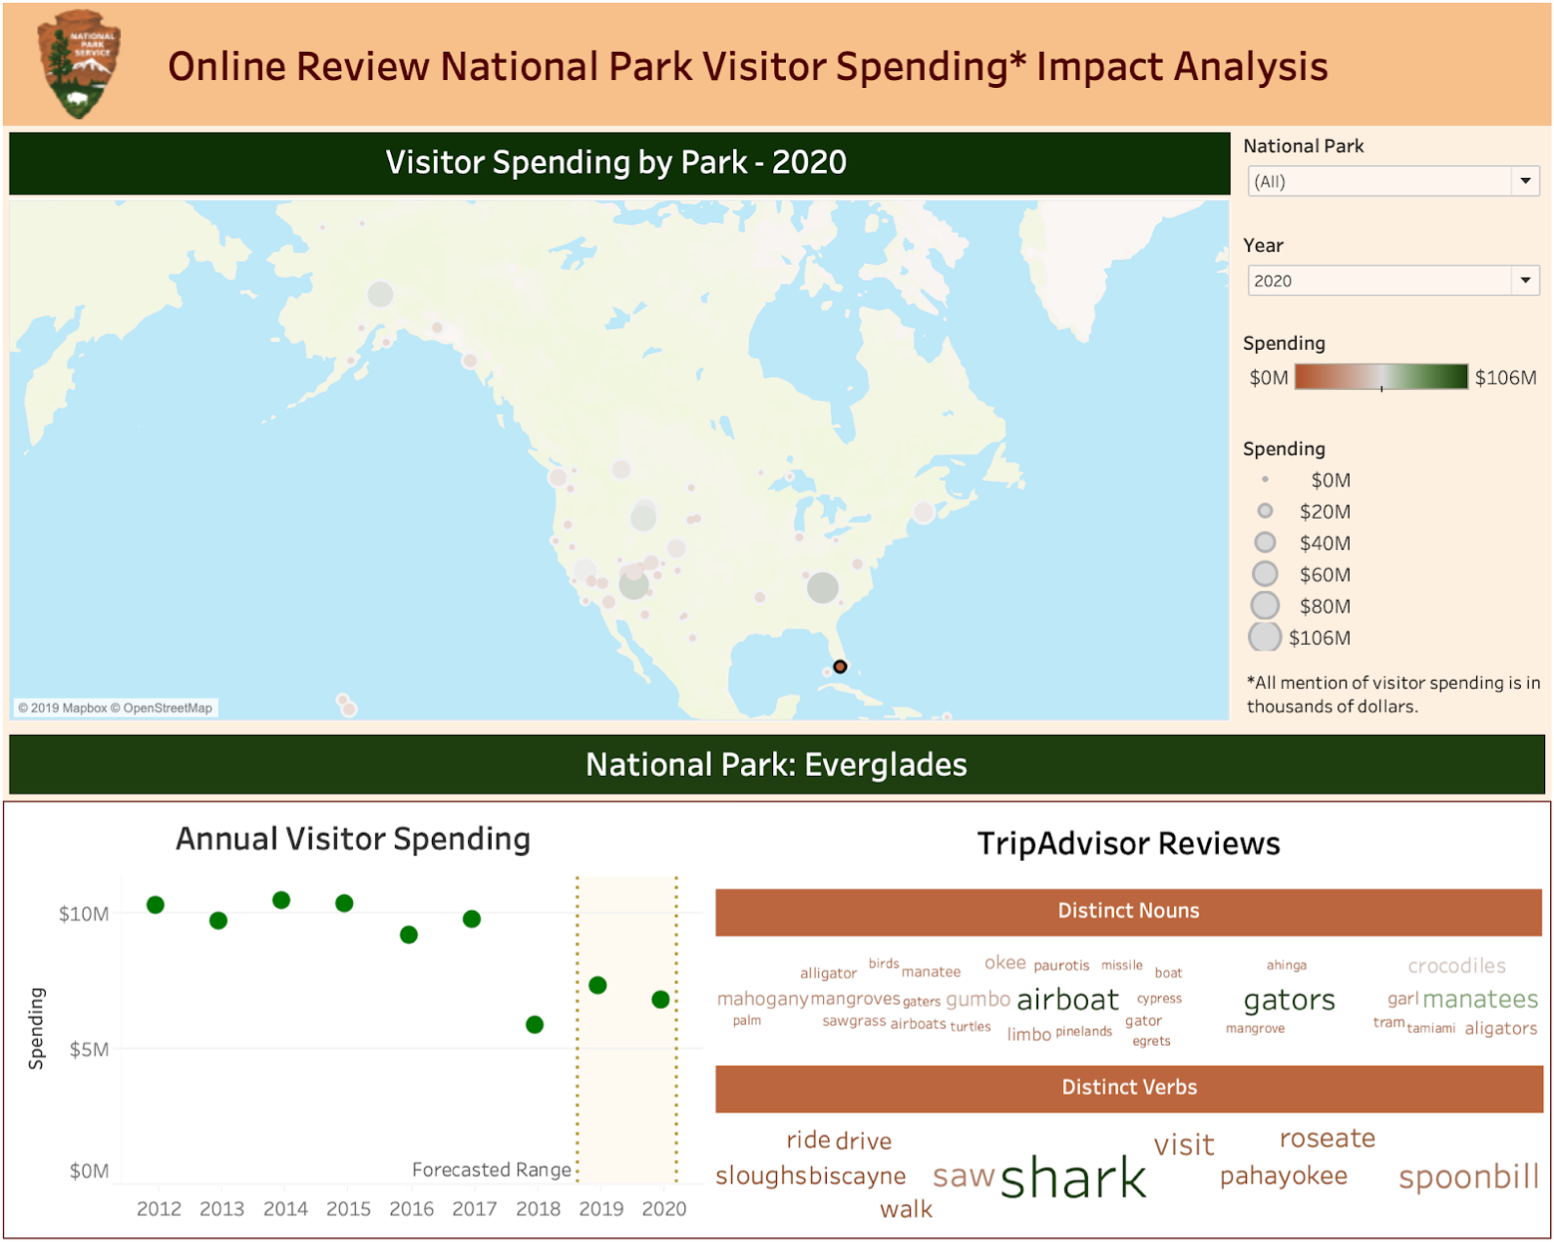 NATIONAL
PARK
SERVICE
Online Review National Park Visitor Spending* Impact Analysis
Visitor Spending by Park - 2020
© 2019 Mapbox © OpenStreetMap
National Park
(All)
Year
2020
Spending
$0M $106M
Spending
$0M
$20M
$40M
$60M
$80M
$106M
*All mention of visitor spending is in
thousands of dollars.
National Park: Everglades
Annual Visitor Spending
Spending
$10M
$5M
$0M
Forecasted Range
2012 2013 2014 2015 2016 2017 2018 2019 2020
TripAdvisor Reviews
Distinct Nouns
alligator birds manatee okee paurotis missile boat ahinga crocodiles
mahogany mangroves gaters gumbo airboat cypress gators garl manatees
palm sawgrass airboats turtles limbo pinelands gator egrets mangrove tram tamiami aligators
Distinct Verbs
ride drive visit roseate
sloughs biscayne saw shark pahayokee spoonbill
walk